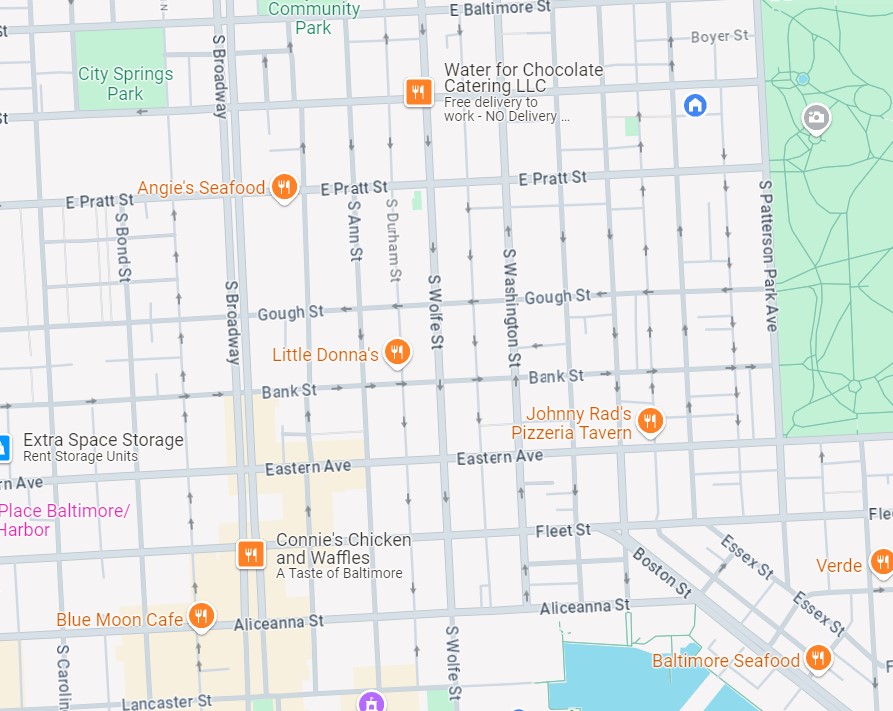 Community
Park
E Baltimore St
St
S Broadway
Boyer St
City Springs
Park
Water for Chocolate
Catering LLC
Free delivery to
work - NO Delivery ...
St
Angie's Seafood
E Pratt St
E Pratt St
E Pratt St
S Bond St
S Ann St
S Durham St
S Patterson Park Ave
S Broadway
S Wolfe St
S Washington St
Gough St
Gough St
Little Donna's
Bank St
Bank St
Johnny Rad's
Pizzeria Tavern
Extra Space Storage
Rent Storage Units
Eastern Ave
Eastern Ave
rn Ave
Place Baltimore/
Harbor
Fleet St
Flee
Connie's Chicken
and Waffles
A Taste of Baltimore
Boston St
Essex St
Verde
Essex St
Blue Moon Cafe
Aliceanna St
Aliceanna St
S Carolin
S Wolfe St
Baltimore Seafood
F
Lancaster St